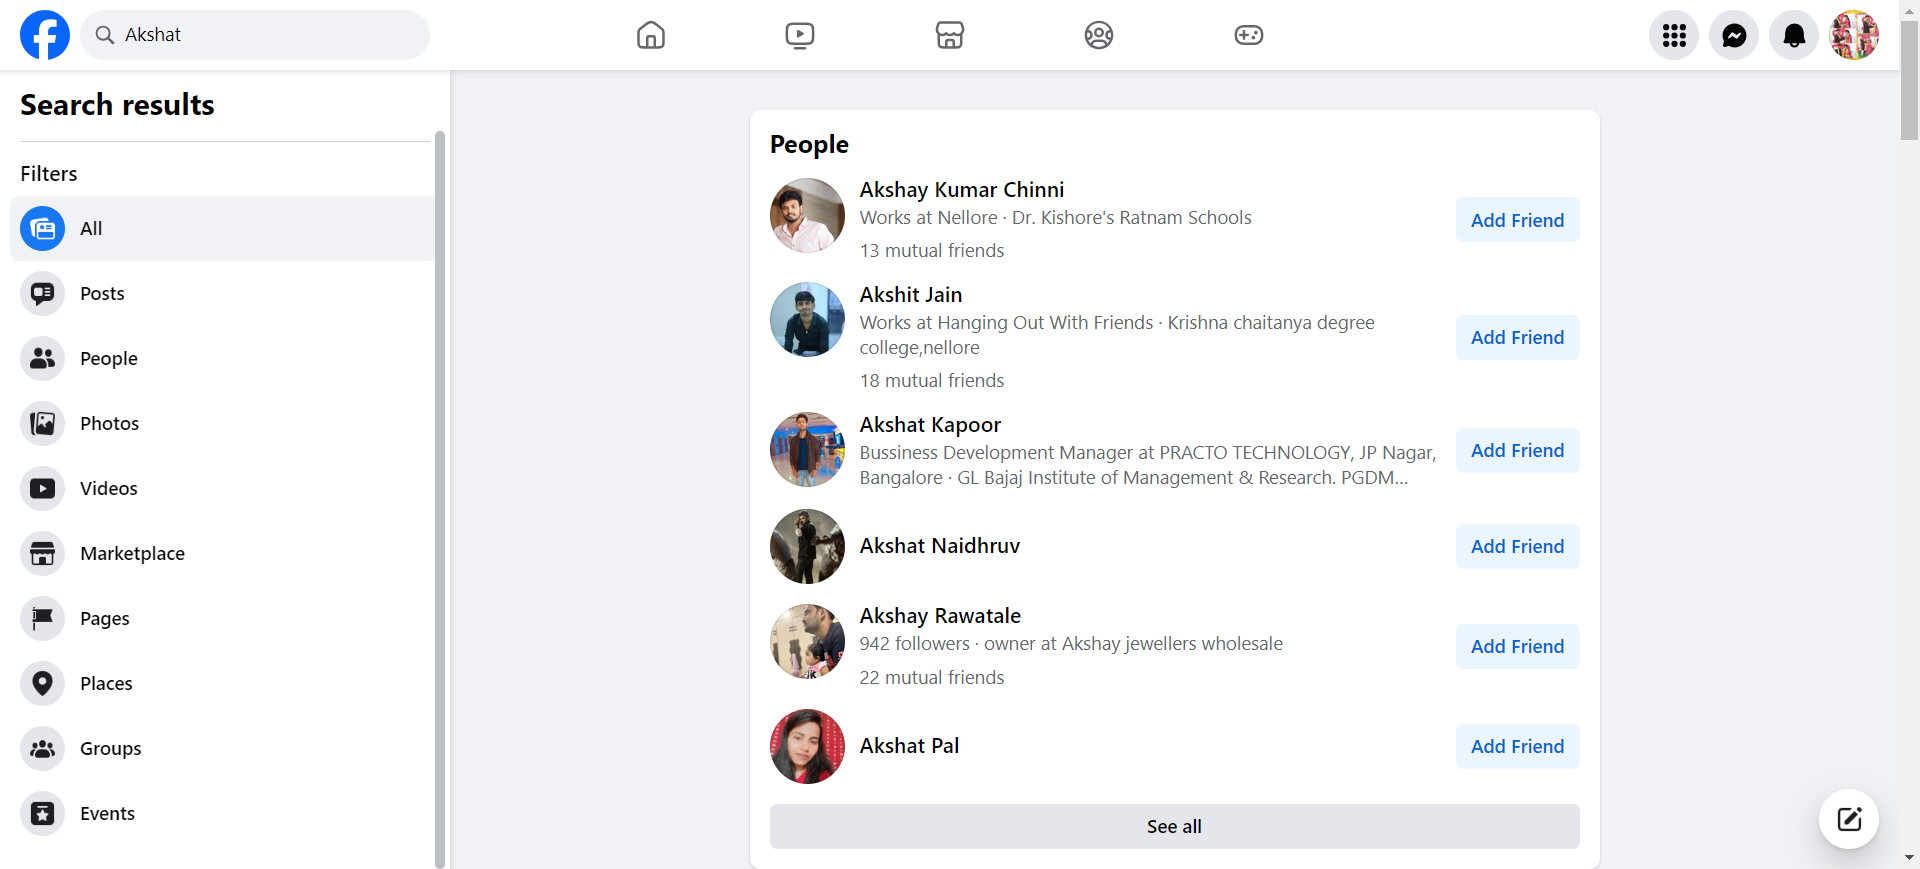 Akshat
Search results
Filters
All
Posts
People
Photos
Videos
Marketplace
Pages
Places
Groups
Events
People
Akshay Kumar Chinni
Works at Nellore · Dr. Kishore's Ratnam Schools
13 mutual friends
Add Friend
Akshit Jain
Works at Hanging Out With Friends · Krishna chaitanya degree
college,nellore
18 mutual friends
Add Friend
Akshat Kapoor
Bussiness Development Manager at PRACTO TECHNOLOGY, JP Nagar,
Bangalore · GL Bajaj Institute of Management & Research. PGDM...
Add Friend
Akshat Naidhruv
Add Friend
Akshay Rawatale
942 followers · owner at Akshay jewellers wholesale
22 mutual friends
Add Friend
Akshat Pal
Add Friend
See all